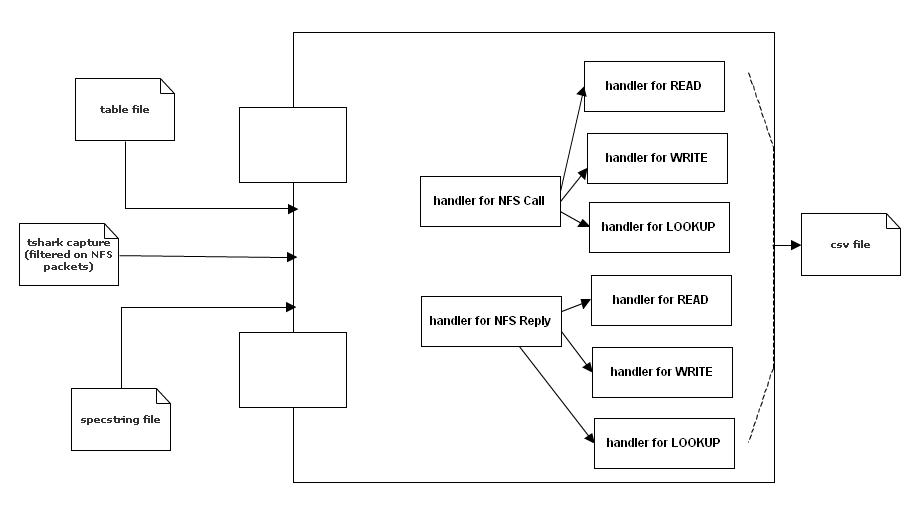 table file
tshark capture
(filtered on NFS
packets)
specstring file
handler for NFS Call
handler for READ
handler for WRITE
handler for LOOKUP
handler for NFS Reply
handler for READ
handler for WRITE
handler for LOOKUP
csv file